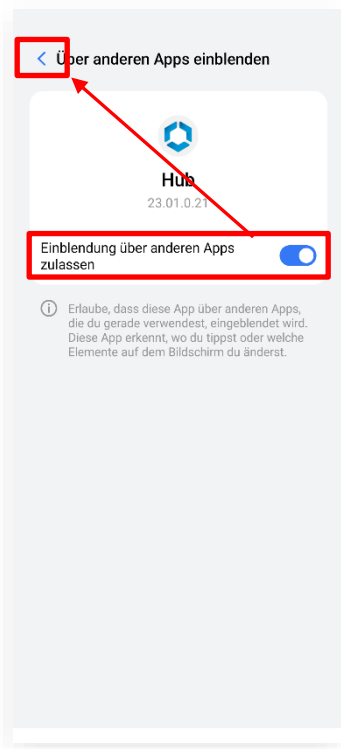 Über anderen Apps einblenden
Hub
23.01.0.21
Einblendung über anderen Apps
zulassen
Erlaube, dass diese App über anderen Apps,
die du gerade verwendest, eingeblendet wird.
Diese App erkennt, wo du tippst oder welche
Elemente auf dem Bildschirm du änderst.